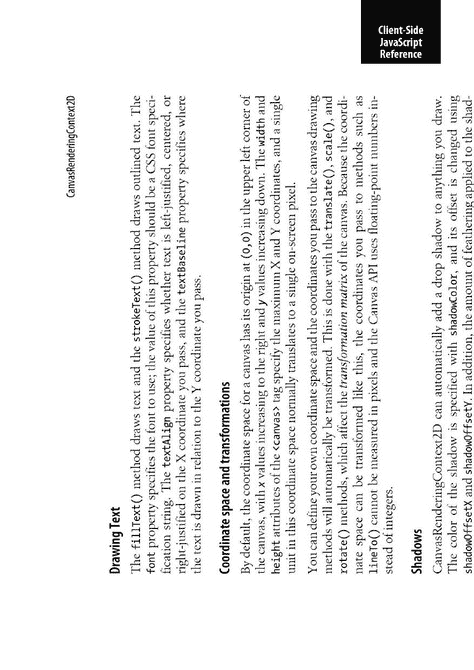 Client-Side
JavaScript
Reference
CanvasRenderingContext2D
Drawing Text
The fillText() method draws text and the strokeText() method draws outlined text. The
font property specifies the font to use; the value of this property should be a CSS font speci-
fication string. The textAlign property specifies whether text is left-justified, centered, or
right-justified on the X coordinate you pass, and the textBaseline property specifies where
the text is drawn in relation to the Y coordinate you pass.
Coordinate space and transformations
By default, the coordinate space for a canvas has its origin at (0,0) in the upper left corner of
the canvas, with x values increasing to the right and y values increasing down. The width and
height attributes of the <canvas> tag specify the maximum X and Y coordinates, and a single
unit in this coordinate space normally translates to a single on-screen pixel.
You can define your own coordinate space and the coordinates you pass to the canvas drawing
methods will automatically be transformed. This is done with the translate(), scale(), and
rotate() methods, which affect the transformation matrix of the canvas. Because the coordi-
nate space can be transformed like this, the coordinates you pass to methods such as
lineTo() cannot be measured in pixels and the Canvas API uses floating-point numbers in-
stead of integers.
Shadows
CanvasRenderingContext2D can automatically add a drop shadow to anything you draw.
The color of the shadow is specified with shadowColor, and its offset is changed using
shadowOffsetX and shadowOffsetY. In addition, the amount of feathering applied to the shad-